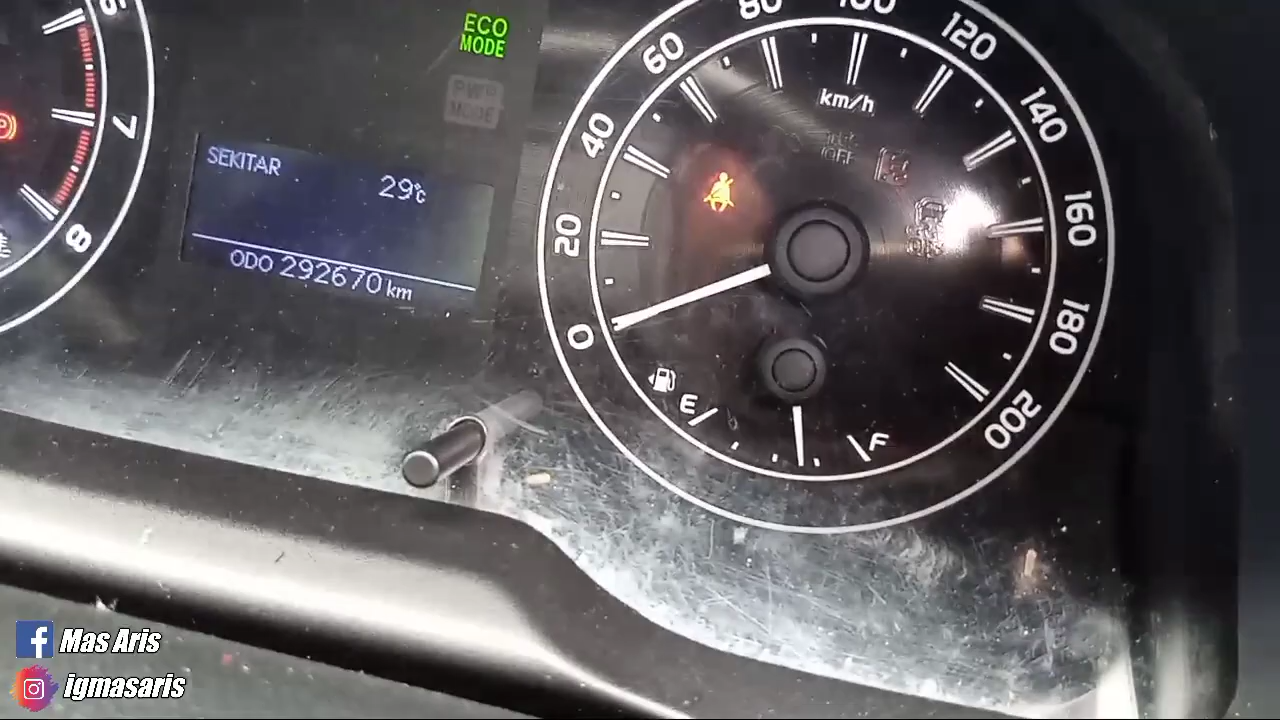 ECO
MODE
PWR
MODE
SEKITAR
29°C
ODO 292670 km
7
8
0
20
40
60
80
100
120
140
160
180
200
km/h
OFF
E
F
Mas Aris
igmasaris